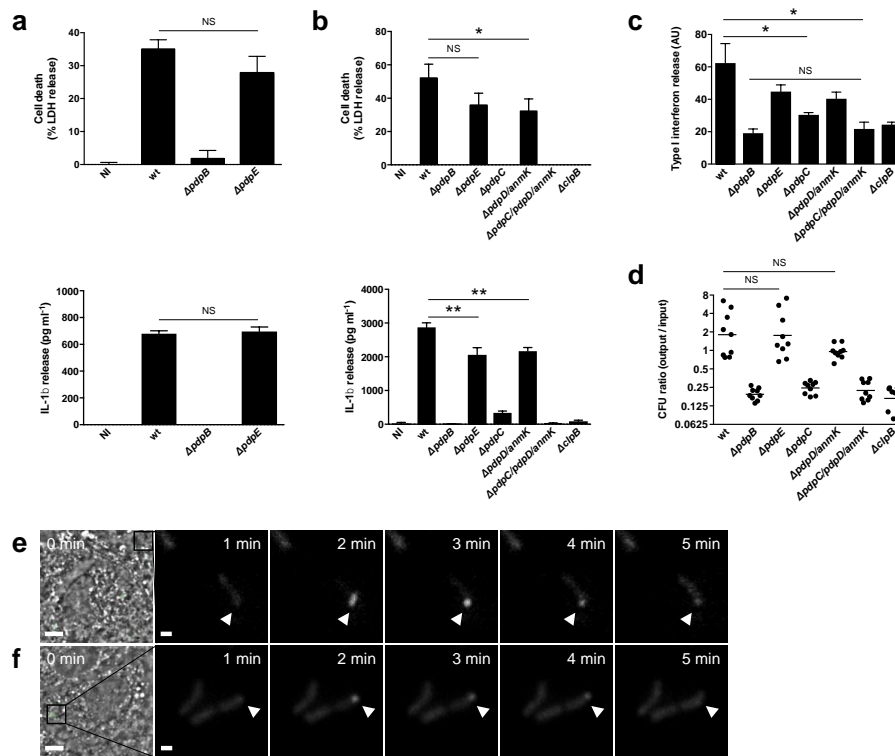 a
Cell death
(% LDH release)
40
30
20
10
0
NS
NI
wt
ΔpdpB
ΔpdpE
IL-1b release (pg ml⁻¹)
1000
800
600
400
200
0
NS
NI
wt
ΔpdpB
ΔpdpE
b
Cell death
(% LDH release)
80
60
40
20
0
*
NS
NI
wt
ΔpdpB
ΔpdpE
ΔpdpC
ΔpdpD/anmK
ΔpdpC/pdpD/anmK
ΔclpB
IL-1b release (pg ml⁻¹)
4000
3000
2000
1000
0
**
**
NI
wt
ΔpdpB
ΔpdpE
ΔpdpC
ΔpdpD/anmK
ΔpdpC/pdpD/anmK
ΔclpB
c
Type I interferon release (AU)
80
60
40
20
0
*
*
NS
wt
ΔpdpB
ΔpdpE
ΔpdpC
ΔpdpD/anmK
ΔpdpC/pdpD/anmK
ΔclpB
d
CFU ratio (output / input)
8
4
2
1
0.5
0.25
0.125
0.0625
NS
NS
wt
ΔpdpB
ΔpdpE
ΔpdpC
ΔpdpD/anmK
ΔpdpC/pdpD/anmK
ΔclpB
e
0 min
1 min
2 min
3 min
4 min
5 min
f
0 min
1 min
2 min
3 min
4 min
5 min